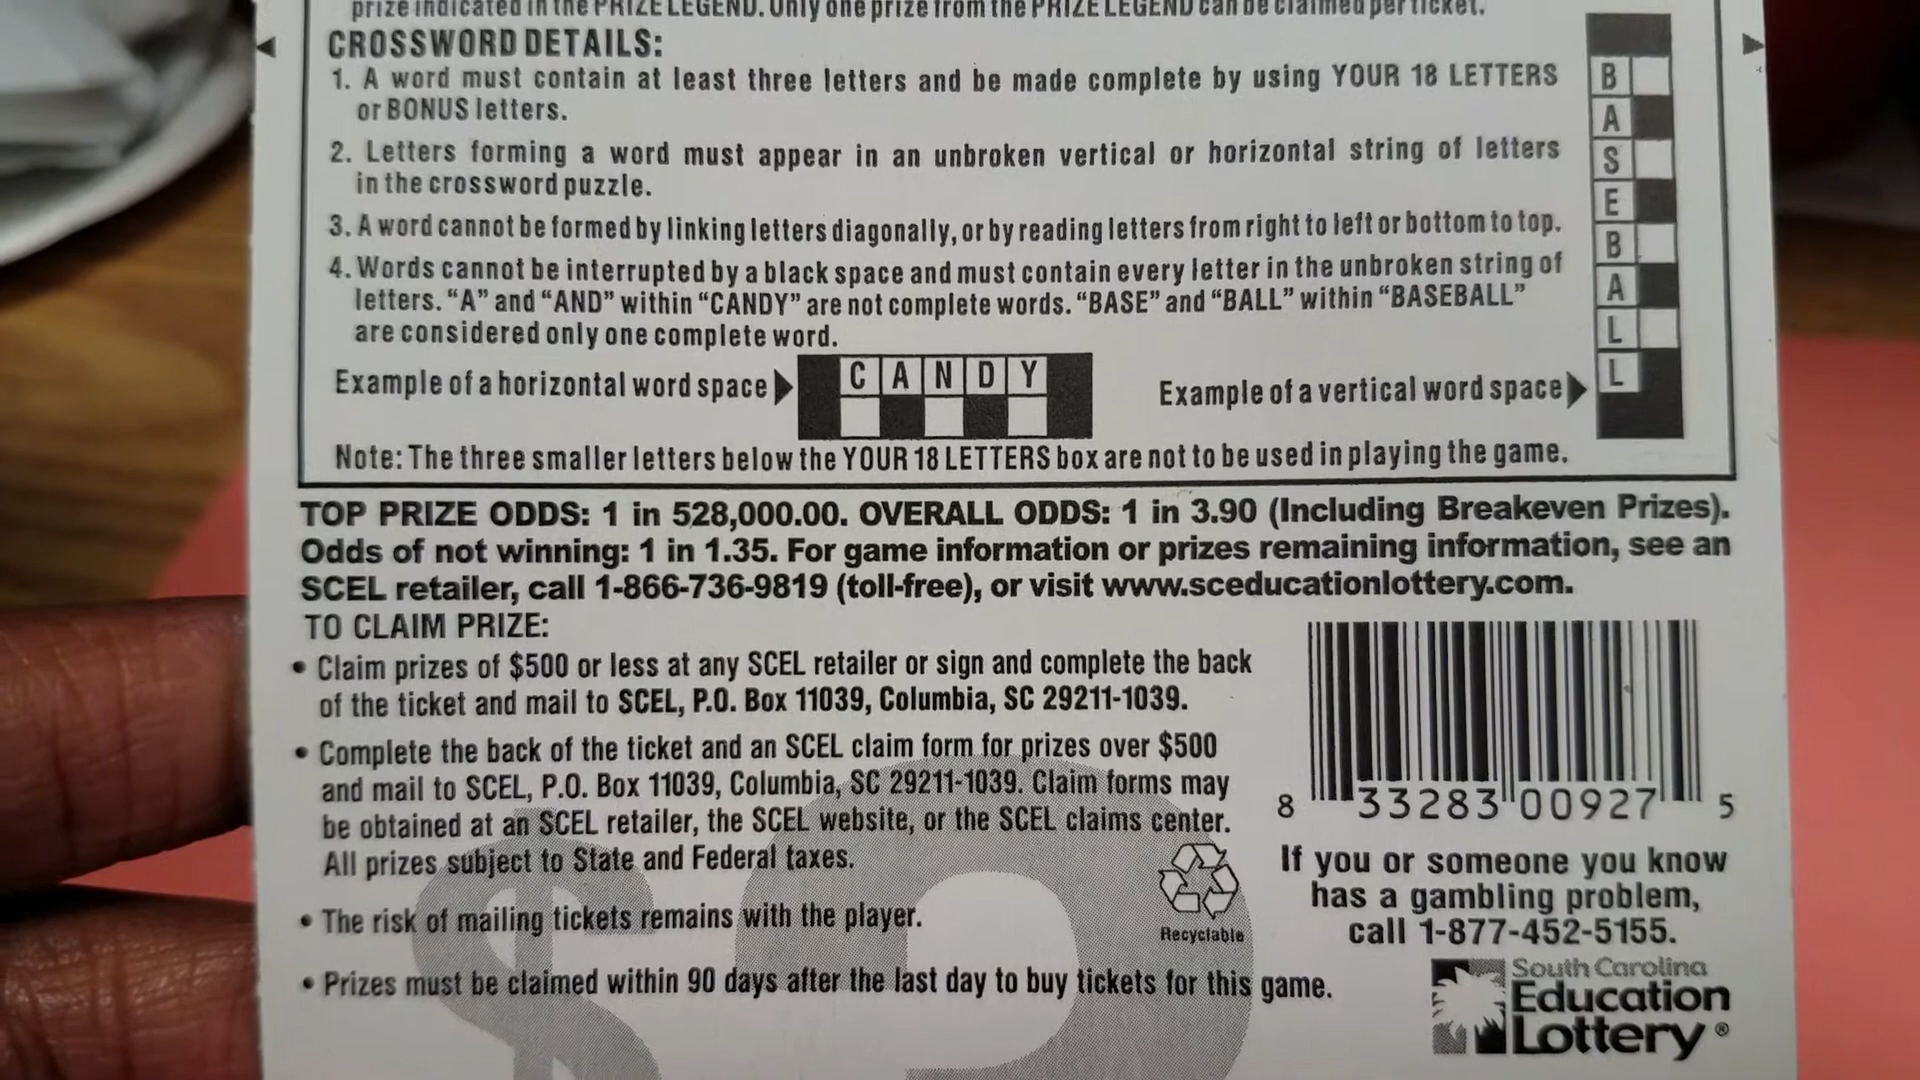 prize indicated in the PRIZE LEGEND. Only one prize from the PRIZE LEGEND can be claimed per ticket.
CROSSWORD DETAILS:
1. A word must contain at least three letters and be made complete by using YOUR 18 LETTERS
or BONUS letters.
2. Letters forming a word must appear in an unbroken vertical or horizontal string of letters
in the crossword puzzle.
3. A word cannot be formed by linking letters diagonally, or by reading letters from right to left or bottom to top.
4. Words cannot be interrupted by a black space and must contain every letter in the unbroken string of
letters. "A" and "AND" within "CANDY" are not complete words. "BASE" and "BALL" within "BASEBALL"
are considered only one complete word.
Example of a horizontal word space
C A N D Y
Example of a vertical word space
B
A
S
E
B
A
L
L
Note: The three smaller letters below the YOUR 18 LETTERS box are not to be used in playing the game.
TOP PRIZE ODDS: 1 in 528,000.00. OVERALL ODDS: 1 in 3.90 (Including Breakeven Prizes).
Odds of not winning: 1 in 1.35. For game information or prizes remaining information, see an
SCEL retailer, call 1-866-736-9819 (toll-free), or visit www.sceducationlottery.com.
TO CLAIM PRIZE:
• Claim prizes of $500 or less at any SCEL retailer or sign and complete the back
of the ticket and mail to SCEL, P.O. Box 11039, Columbia, SC 29211-1039.
• Complete the back of the ticket and an SCEL claim form for prizes over $500
and mail to SCEL, P.O. Box 11039, Columbia, SC 29211-1039. Claim forms may
be obtained at an SCEL retailer, the SCEL website, or the SCEL claims center.
All prizes subject to State and Federal taxes.
• The risk of mailing tickets remains with the player.
• Prizes must be claimed within 90 days after the last day to buy tickets for this game.
Recyclable
8 33283 00927 5
If you or someone you know
has a gambling problem,
call 1-877-452-5155.
South Carolina
Education
Lottery®